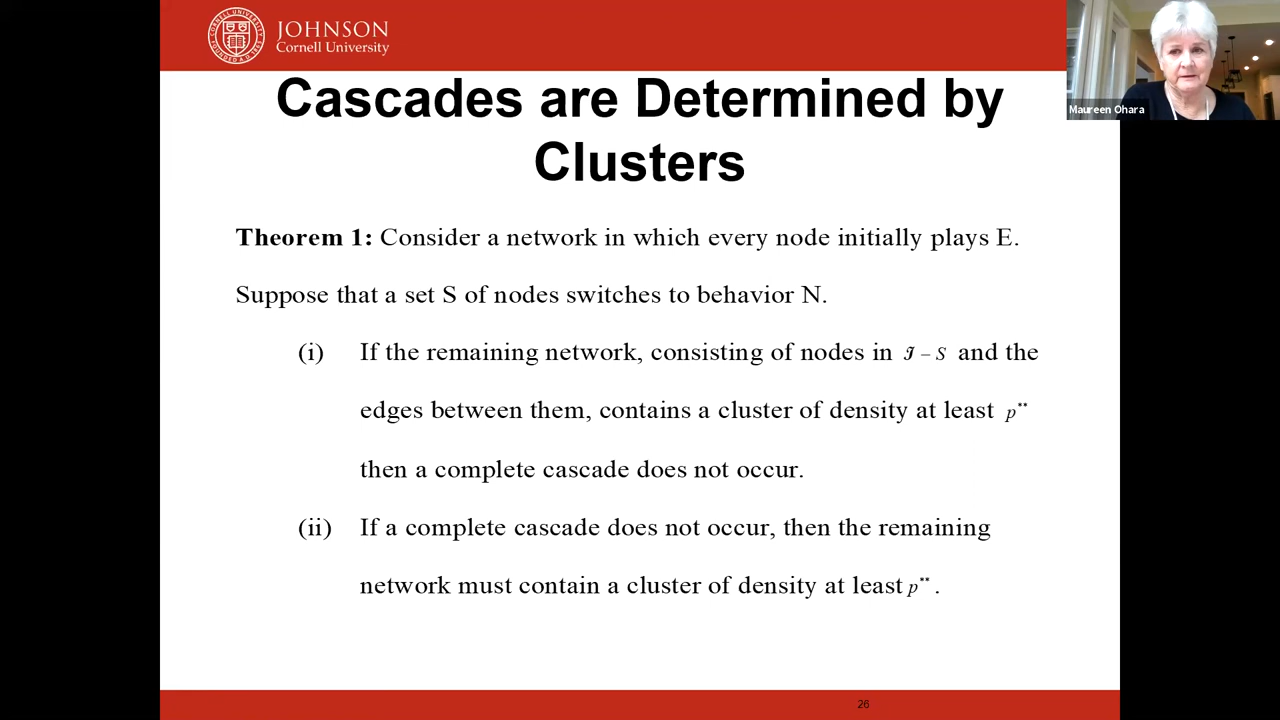 JOHNSON
Cornell University
Maureen Ohara
Cascades are Determined by
Clusters
Theorem 1: Consider a network in which every node initially plays E.
Suppose that a set S of nodes switches to behavior N.
(i) If the remaining network, consisting of nodes in ℐ – S and the
edges between them, contains a cluster of density at least p**
then a complete cascade does not occur.
(ii) If a complete cascade does not occur, then the remaining
network must contain a cluster of density at least p**.
26